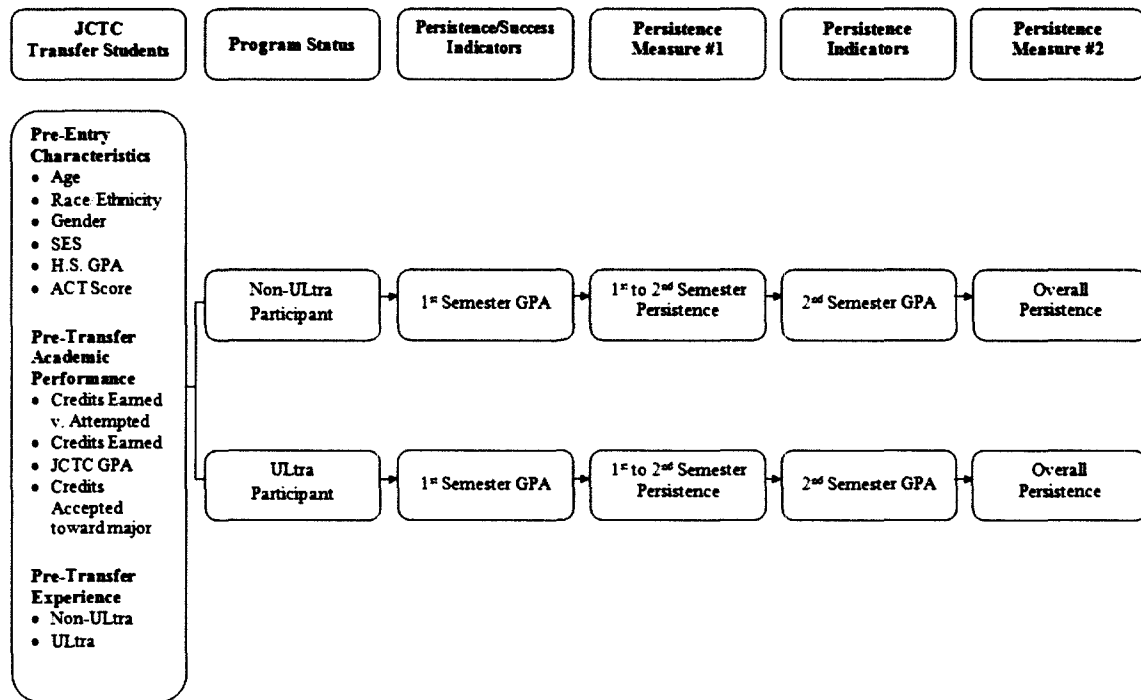 JCTC
Transfer Students
Program Status
Persistence/Success
Indicators
Persistence
Measure #1
Persistence
Indicators
Persistence
Measure #2
Pre-Entry
Characteristics
• Age
• Race Ethnicity
• Gender
• SES
• H.S. GPA
• ACT Score
Pre-Transfer
Academic
Performance
• Credits Earned
v. Attempted
• Credits Earned
• JCTC GPA
• Credits
Accepted
toward major
Pre-Transfer
Experience
• Non-ULtra
• ULtra
Non-ULtra
Participant
1st Semester GPA
1st to 2nd Semester
Persistence
2nd Semester GPA
Overall
Persistence
ULtra
Participant
1st Semester GPA
1st to 2nd Semester
Persistence
2nd Semester GPA
Overall
Persistence